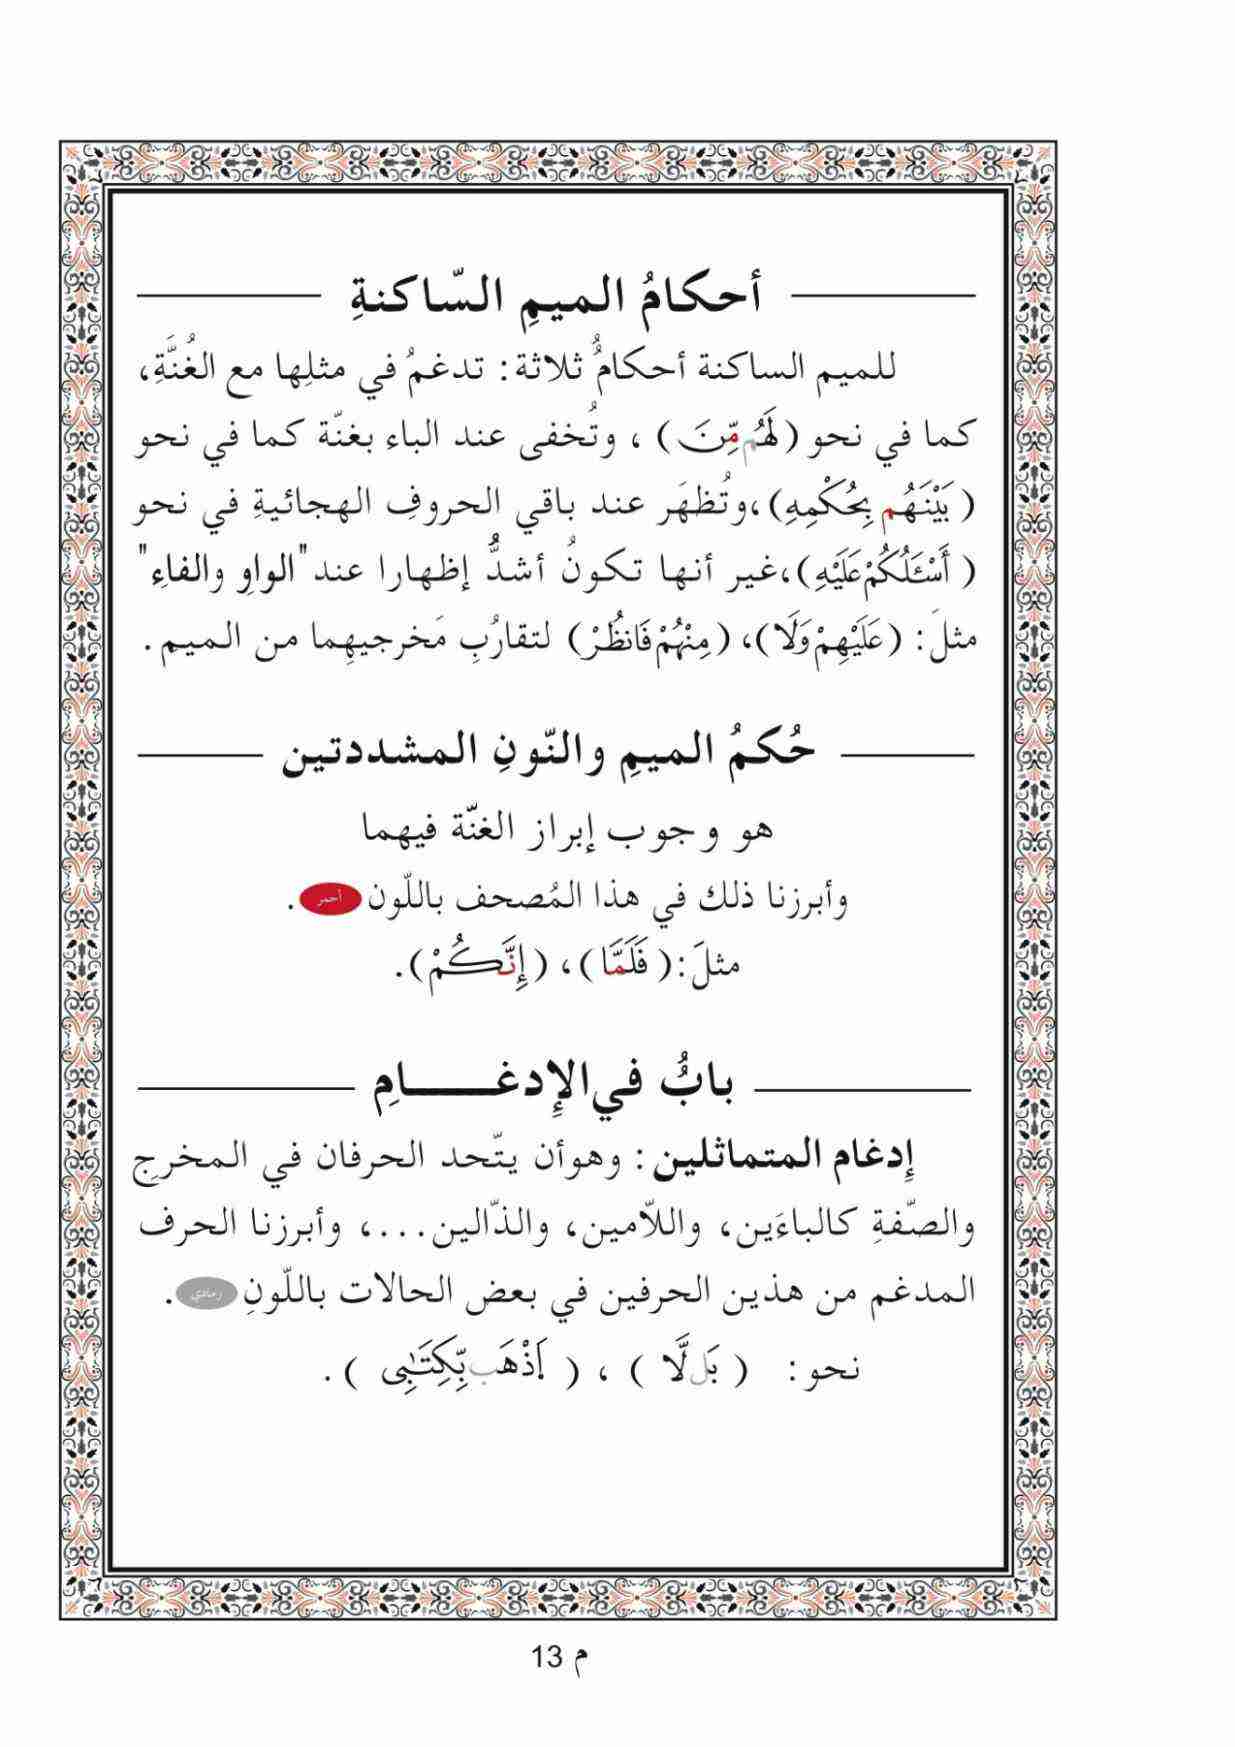 أحكامُ الميمِ السّاكنةِ
للميم الساكنة أحكامٌ ثلاثة: تدغمُ في مثلِها مع الغُنَّةِ،
كما في نحو (لَهُم مِّنَ) ، وتُخفى عند الباء بغنّة كما في نحو
( بَيْنَهُم بِحُكْمِهِ)،وتُظهَر عند باقي الحروفِ الهجائيةِ في نحو
( أَسْـَٔلُكُمْ عَلَيْهِ)،غير أنها تكونُ أشدُّ إظهارا عند "الواوِ والفاءِ"
مثلَ: (عَلَيْهِمْ وَلَا)، (مِنْهُمْ فَانظُرْ) لتقارُبِ مَخرجيهِما من الميم.
حُكمُ الميمِ والنّونِ المشددتين
هو وجوب إبراز الغنّة فيهما
وأبرزنا ذلك في هذا المُصحف باللّون أحمر .
مثلَ:( فَلَمَّا )، (إِنَّكُمْ).
بابٌ في الإِدغـــــامِ
إِدغام المتماثلين: وهوأن يتّحد الحرفان في المخرجِ
والصّفةِ كالباءَين، واللاّمين، والذّالين...، وأبرزنا الحرف
المدغم من هذين الحرفين في بعض الحالات باللّونِ رمادي .
نحو: ( بَل لَّا ) ، ( اَذْهَب بِّكِتَٰبِى ) .
م 13